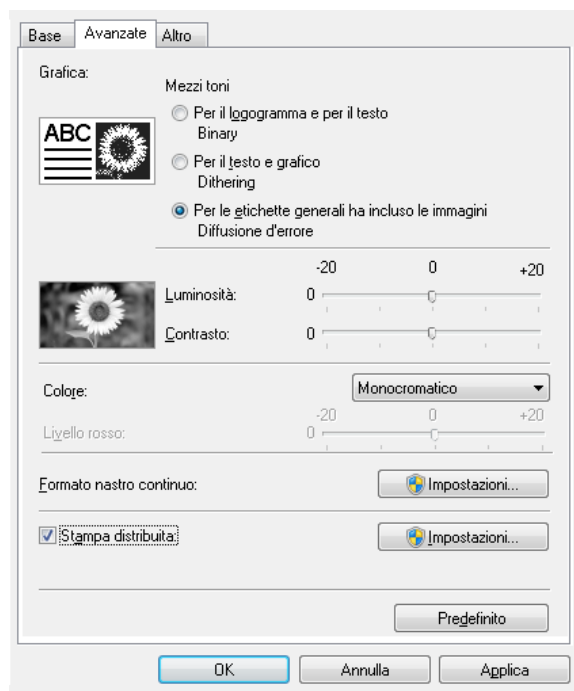 Base Avanzate Altro
Grafica:
Mezzi toni
Per il logogramma e per il testo
Binary
ABC
Per il testo e grafico
Dithering
Per le etichette generali ha incluso le immagini
Diffusione d'errore
-20 0 +20
Luminosità: 0
Contrasto: 0
Colore: Monocromatico
-20 0 +20
Livello rosso: 0
Formato nastro continuo: Impostazioni...
Stampa distribuita: Impostazioni...
Predefinito
OK Annulla Applica